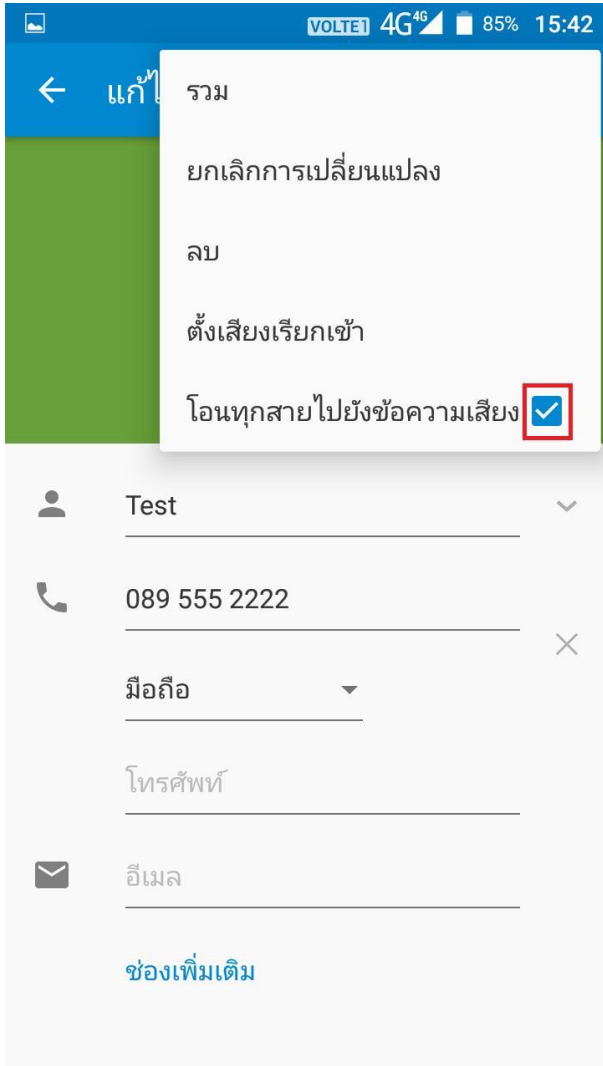 VOLTE1 4G 4G 85% 15:42
รวม
ยกเลิกการเปลี่ยนแปลง
ลบ
ตั้งเสียงเรียกเข้า
โอนทุกสายไปยังข้อความเสียง
Test
089 555 2222
มือถือ
โทรศัพท์
อีเมล
ช่องเพิ่มเติม